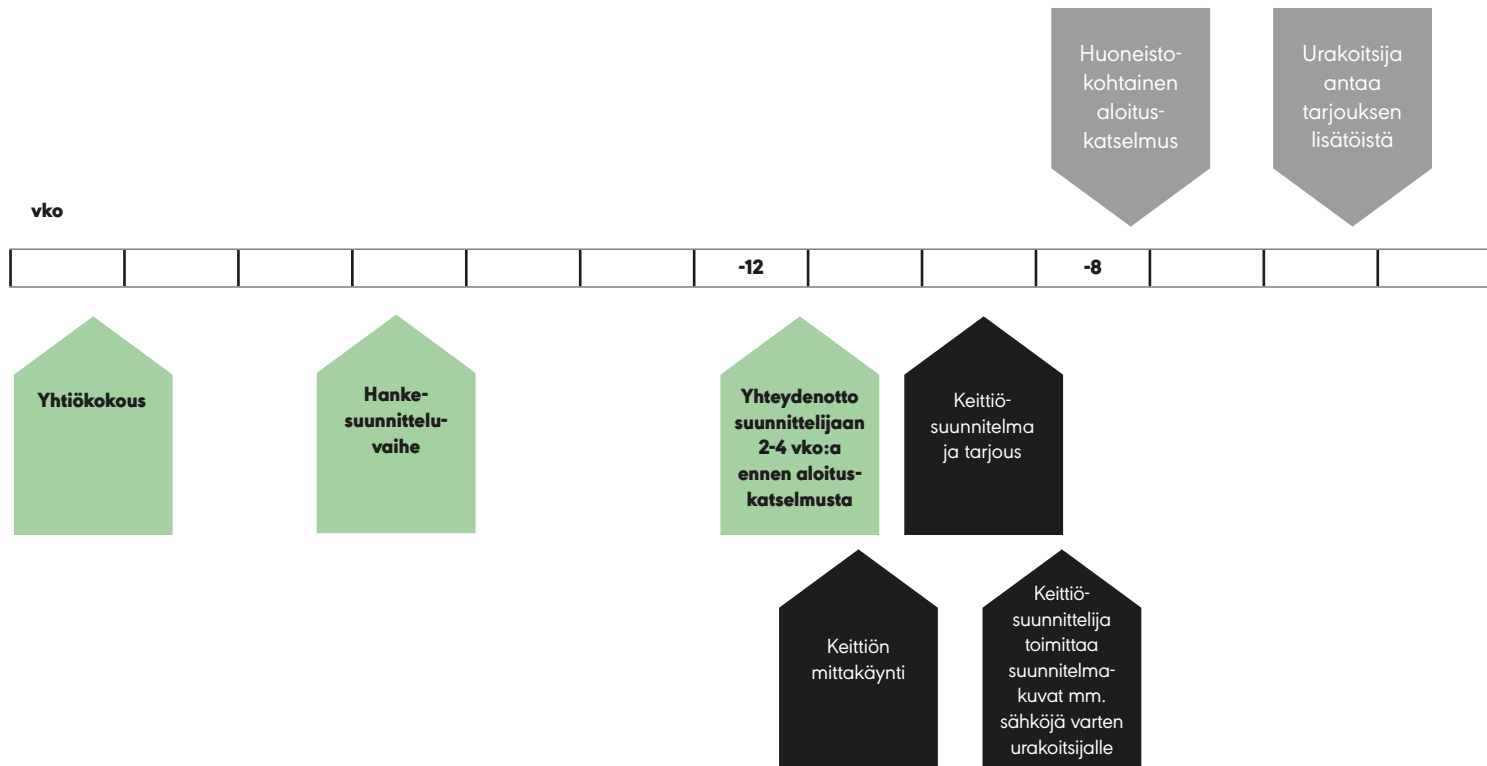 Huoneisto-
kohtainen
aloitus-
katselmus
Urakoitsija
antaa
tarjouksen
lisätöistä
vko
-12
-8
Yhtiökokous
Hanke-
suunnittelu-
vaihe
Yhteydenotto
suunnittelijaan
2-4 vko:a
ennen aloitus-
katselmusta
Keittiö-
suunnitelma
ja tarjous
Keittiön
mittakäynti
Keittiö-
suunnittelija
toimittaa
suunnitelma-
kuvat mm.
sähköjä varten
urakoitsijalle